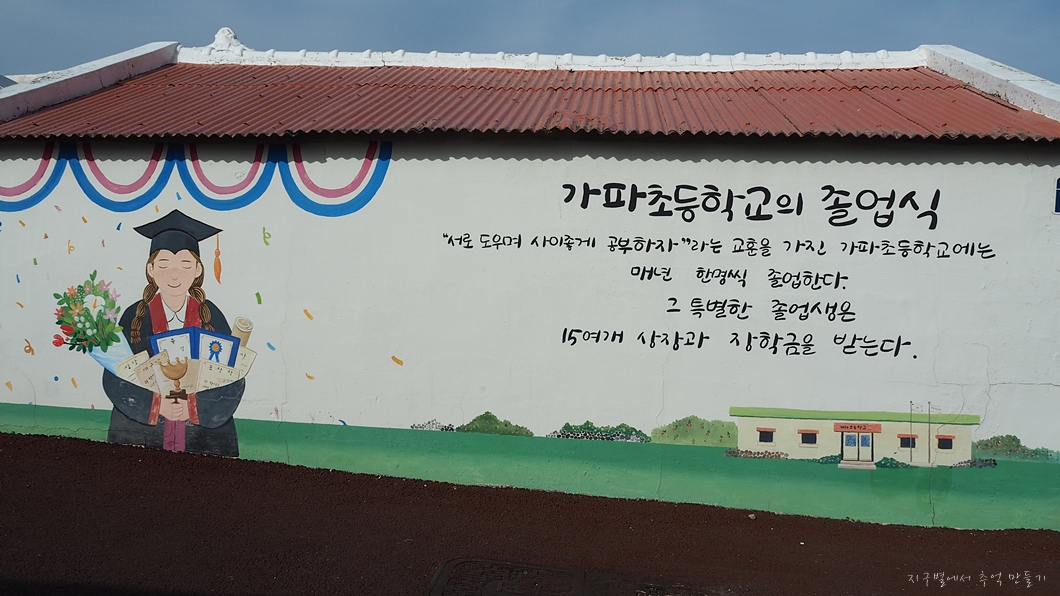 가파초등학교의 졸업식
"서로 도우며 사이좋게 공부하자"라는 교훈을 가진 가파초등학교에는
매년 한명씩 졸업한다.
그 특별한 졸업생은
15여개 상장과 장학금을 받는다.
지구별에서 추억 만들기